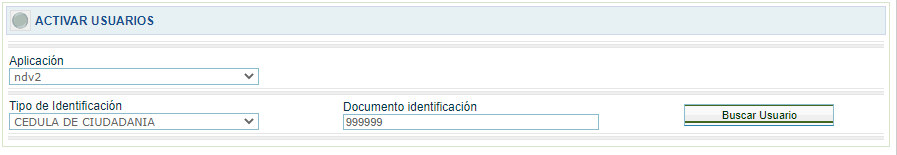 ACTIVAR USUARIOS
Aplicación
ndv2
Tipo de Identificación
Documento identificación
CEDULA DE CIUDADANIA
999999
Buscar Usuario